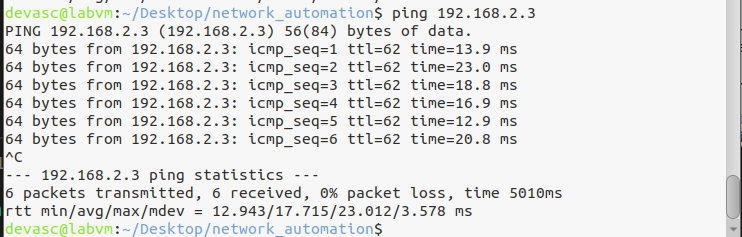 devasc@labvm:~/Desktop/network_automation$ ping 192.168.2.3
PING 192.168.2.3 (192.168.2.3) 56(84) bytes of data.
64 bytes from 192.168.2.3: icmp_seq=1 ttl=62 time=13.9 ms
64 bytes from 192.168.2.3: icmp_seq=2 ttl=62 time=23.0 ms
64 bytes from 192.168.2.3: icmp_seq=3 ttl=62 time=18.8 ms
64 bytes from 192.168.2.3: icmp_seq=4 ttl=62 time=16.9 ms
64 bytes from 192.168.2.3: icmp_seq=5 ttl=62 time=12.9 ms
64 bytes from 192.168.2.3: icmp_seq=6 ttl=62 time=20.8 ms
^C
--- 192.168.2.3 ping statistics ---
6 packets transmitted, 6 received, 0% packet loss, time 5010ms
rtt min/avg/max/mdev = 12.943/17.715/23.012/3.578 ms
devasc@labvm:~/Desktop/network_automation$